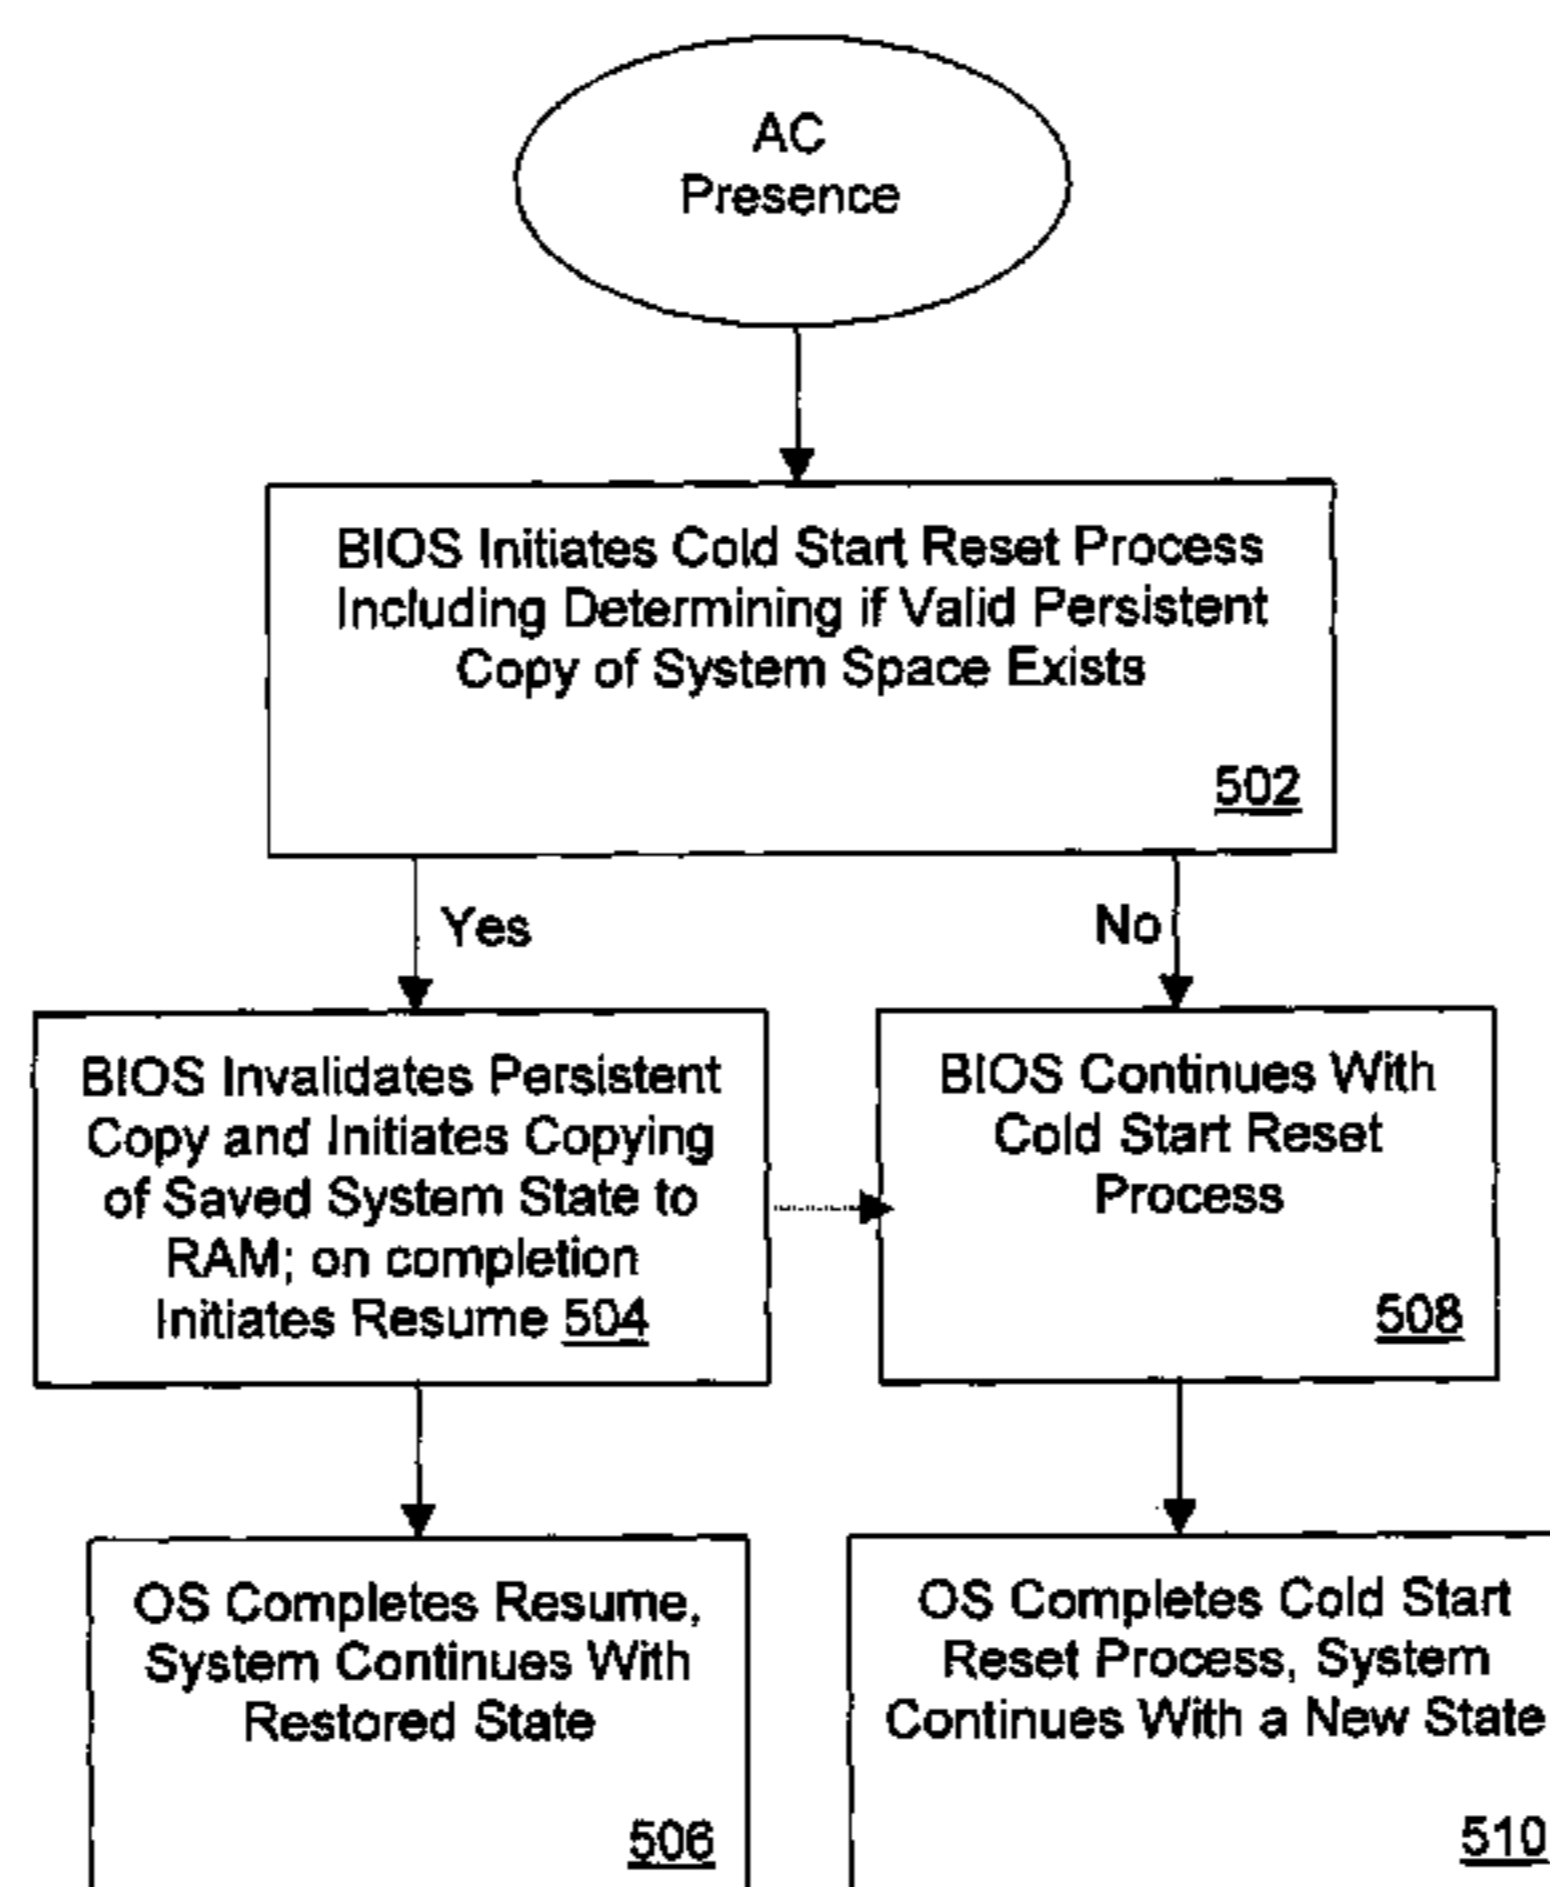 AC
Presence
BIOS Initiates Cold Start Reset Process
Including Determining if Valid Persistent
Copy of System Space Exists
502
Yes
No
BIOS Invalidates Persistent
Copy and Initiates Copying
of Saved System State to
RAM; on completion
Initiates Resume 504
BIOS Continues With
Cold Start Reset
Process
508
OS Completes Resume,
System Continues With
Restored State
506
OS Completes Cold Start
Reset Process, System
Continues With a New State
510